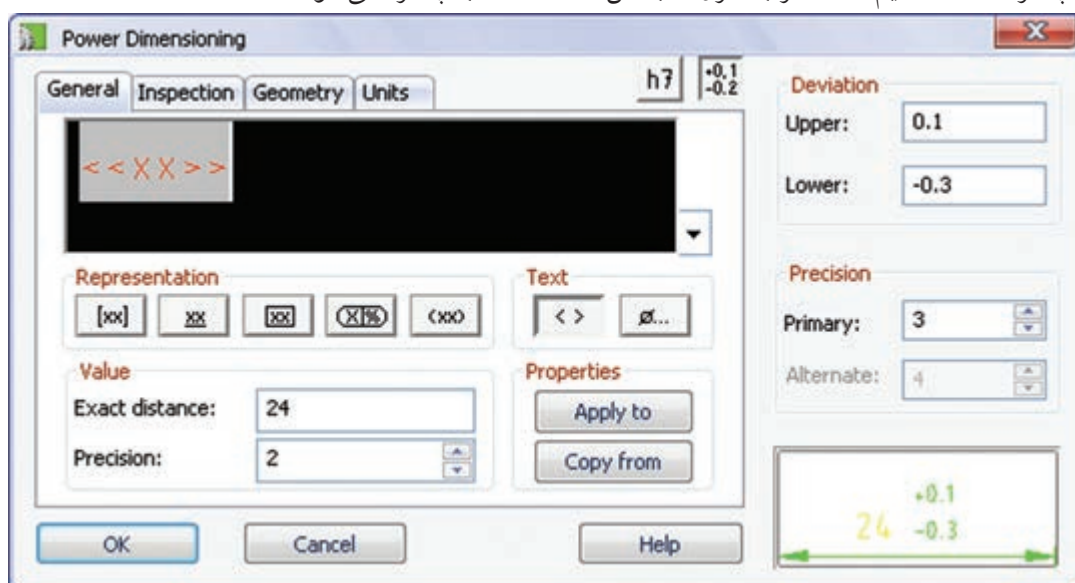 Power Dimensioning
General Inspection Geometry Units
h7
+0.1
-0.2
<<XX>>
Representation
[xx] xx xx X% (xx)
Text
< > ø...
Value
Exact distance: 24
Precision: 2
Properties
Apply to
Copy from
OK Cancel Help
Deviation
Upper: 0.1
Lower: -0.3
Precision
Primary: 3
Alternate: 4
24 +0.1
-0.3